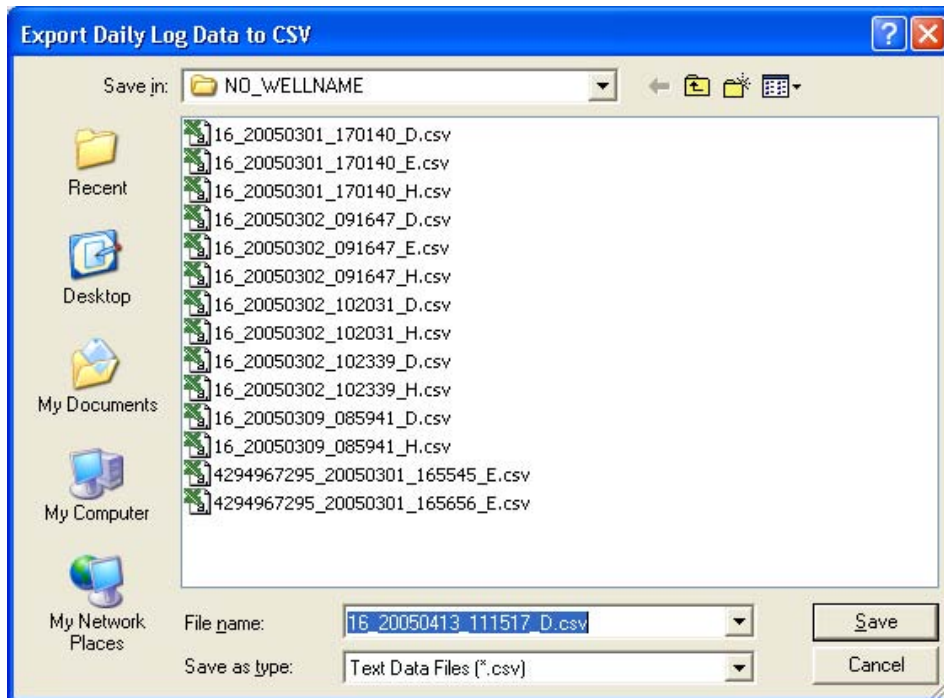 Export Daily Log Data to CSV
Save in:
NO_WELLNAME
16_20050301_170140_D.csv
16_20050301_170140_E.csv
16_20050301_170140_H.csv
16_20050302_091647_D.csv
16_20050302_091647_E.csv
16_20050302_091647_H.csv
16_20050302_102031_D.csv
16_20050302_102031_H.csv
16_20050302_102339_D.csv
16_20050302_102339_H.csv
16_20050309_085941_D.csv
16_20050309_085941_H.csv
4294967295_20050301_165545_E.csv
4294967295_20050301_165656_E.csv
Recent
Desktop
My Documents
My Computer
My Network
Places
File name:
16_20050413_111517_D.csv
Save
Save as type:
Text Data Files (*.csv)
Cancel